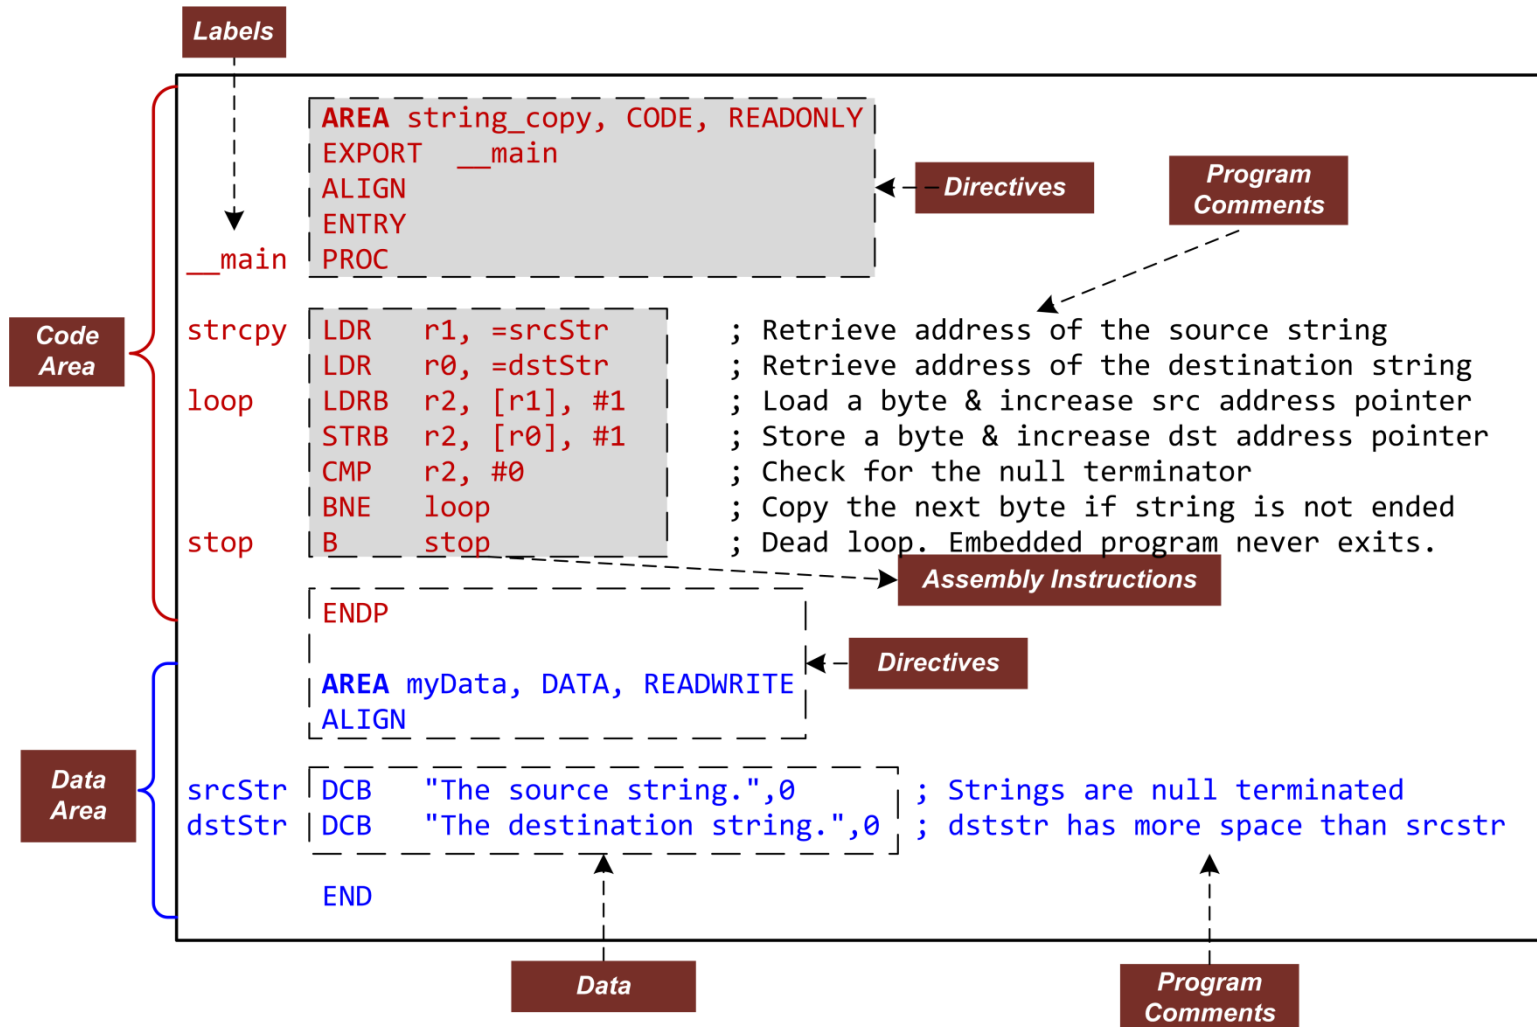 Labels
AREA string_copy, CODE, READONLY
EXPORT __main
ALIGN
Directives
Program
Comments
ENTRY
__main PROC
Code
Area
strcpy LDR r1, =srcStr ; Retrieve address of the source string
LDR r0, =dstStr ; Retrieve address of the destination string
loop LDRB r2, [r1], #1 ; Load a byte & increase src address pointer
STRB r2, [r0], #1 ; Store a byte & increase dst address pointer
CMP r2, #0 ; Check for the null terminator
BNE loop ; Copy the next byte if string is not ended
stop B stop ; Dead loop. Embedded program never exits.
Assembly Instructions
ENDP
Directives
AREA myData, DATA, READWRITE
ALIGN
Data
Area
srcStr DCB "The source string.",0 ; Strings are null terminated
dstStr DCB "The destination string.",0 ; dststr has more space than srcstr
END
Data
Program
Comments